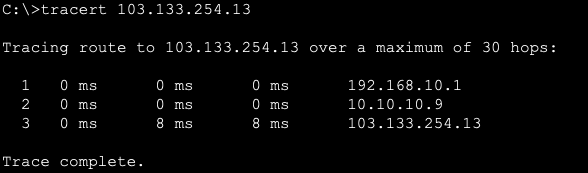 C:\>tracert 103.133.254.13
Tracing route to 103.133.254.13 over a maximum of 30 hops:
1 0 ms 0 ms 0 ms 192.168.10.1
2 0 ms 0 ms 0 ms 10.10.10.9
3 0 ms 8 ms 8 ms 103.133.254.13
Trace complete.